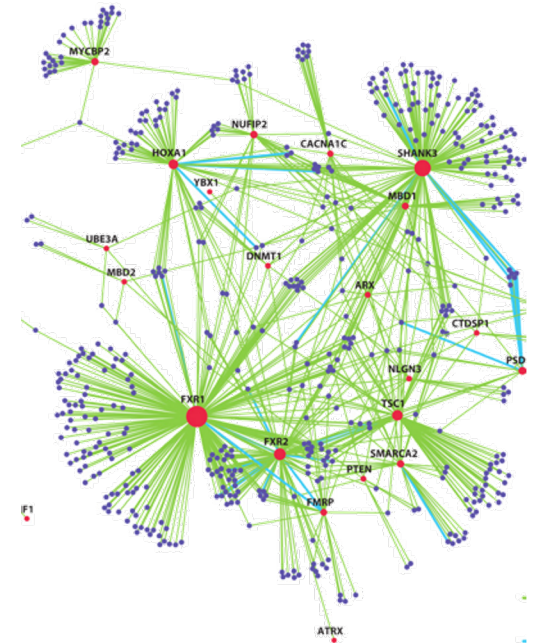 MYCBP2
NUFIP2
CACNA1C
HOXA1
SHANK3
YBX1
MBD1
UBE3A
DNMT1
MBD2
ARX
CTDSP1
PSD
NLGN3
FXR1
TSC1
FXR2
SMARCA2
PTEN
FMRP
F1
ATRX